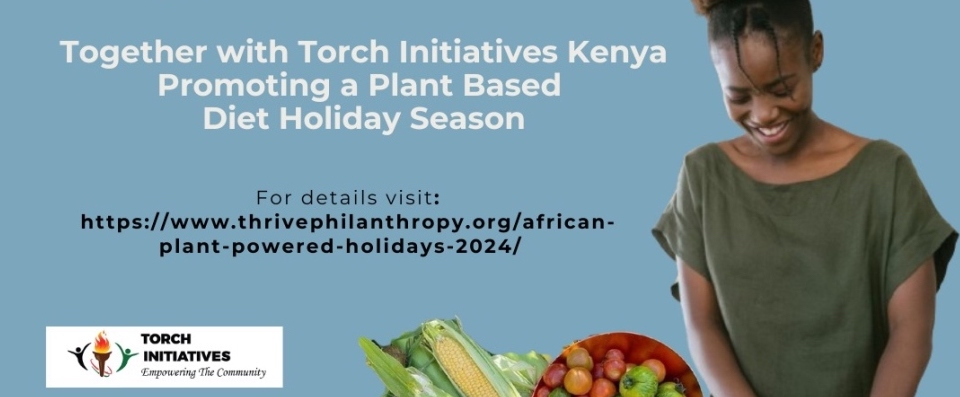 Together with Torch Initiatives Kenya
Promoting a Plant Based
Diet Holiday Season
For details visit:
https://www.thrivephilanthropy.org/african-
plant-powered-holidays-2024/
TORCH
INITIATIVES
Empowering The Community